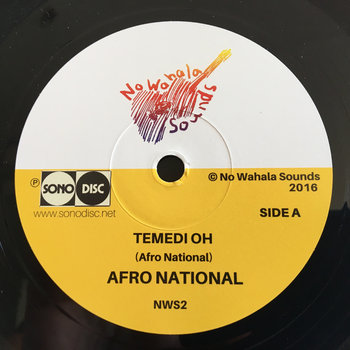 No Wahala
Sounds
℗ SONO DISC
www.sonodisc.net
© No Wahala Sounds
2016
SIDE A
TEMEDI OH
(Afro National)
AFRO NATIONAL
NWS2